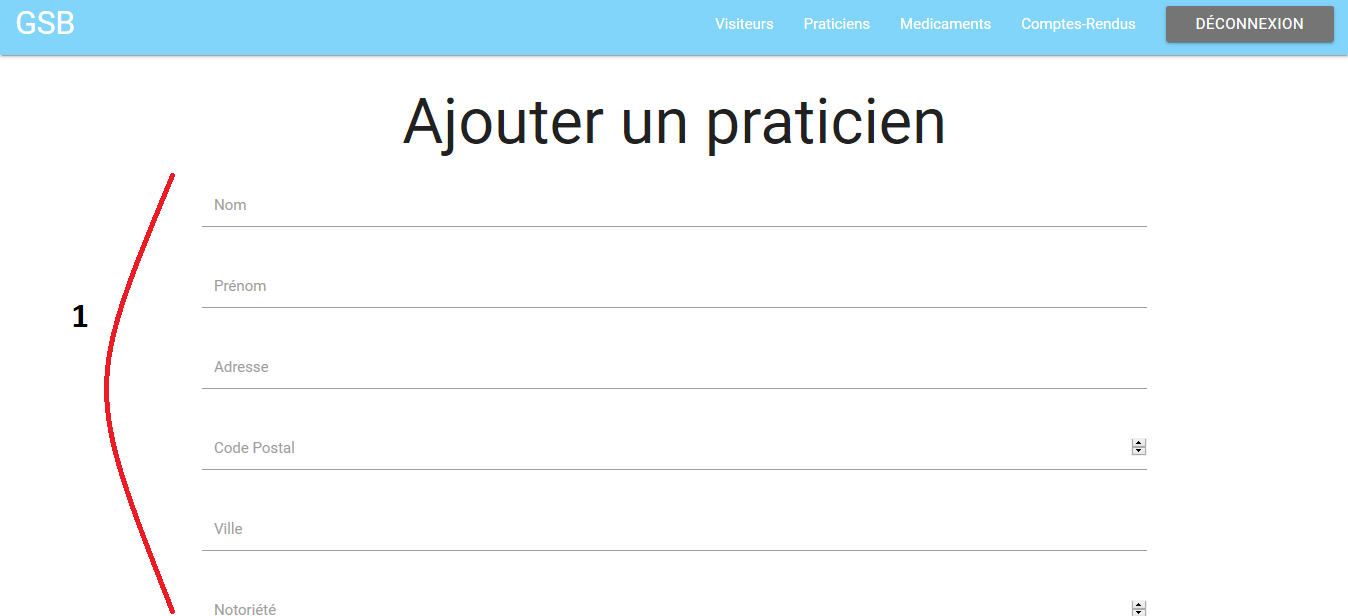 GSB
Visiteurs Praticiens Medicaments Comptes-Rendus DÉCONNEXION
Ajouter un praticien
Nom
Prénom
1
Adresse
Code Postal
Ville
Notoriété